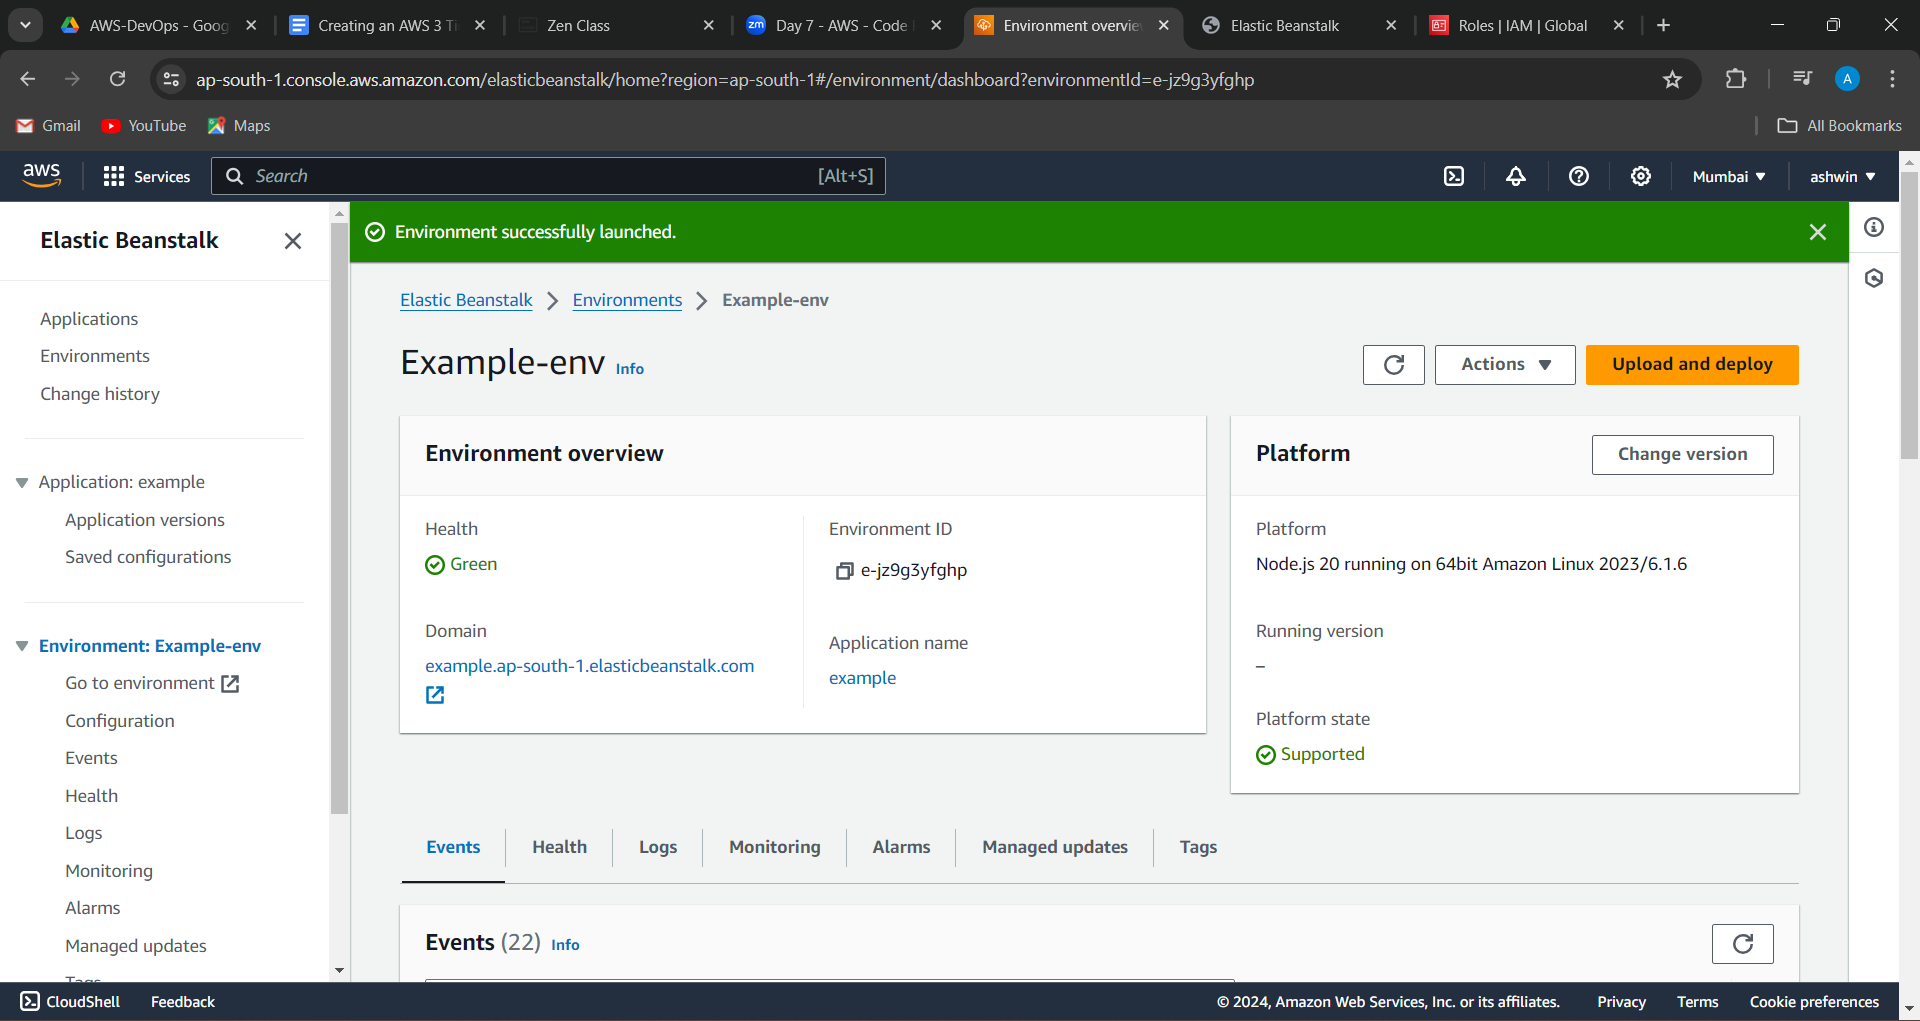 AWS-DevOps - Goog
Creating an AWS 3 Ti
Zen Class
zm Day 7 - AWS - Code
Environment overvie
Elastic Beanstalk
Roles | IAM | Global
ap-south-1.console.aws.amazon.com/elasticbeanstalk/home?region=ap-south-1#/environment/dashboard?environmentId=e-jz9g3yfghp
A
Gmail
YouTube
Maps
All Bookmarks
aws
Services
Search
[Alt+S]
Mumbai
ashwin
Elastic Beanstalk
Applications
Environments
Change history
Application: example
Application versions
Saved configurations
Environment: Example-env
Go to environment
Configuration
Events
Health
Logs
Monitoring
Alarms
Managed updates
Tags
Environment successfully launched.
Elastic Beanstalk
Environments
Example-env
Example-env Info
Actions
Upload and deploy
Environment overview
Health
Green
Domain
example.ap-south-1.elasticbeanstalk.com
Environment ID
e-jz9g3yfghp
Application name
example
Platform
Change version
Platform
Node.js 20 running on 64bit Amazon Linux 2023/6.1.6
Running version
–
Platform state
Supported
Events
Health
Logs
Monitoring
Alarms
Managed updates
Tags
Events (22) Info
CloudShell
Feedback
© 2024, Amazon Web Services, Inc. or its affiliates.
Privacy
Terms
Cookie preferences